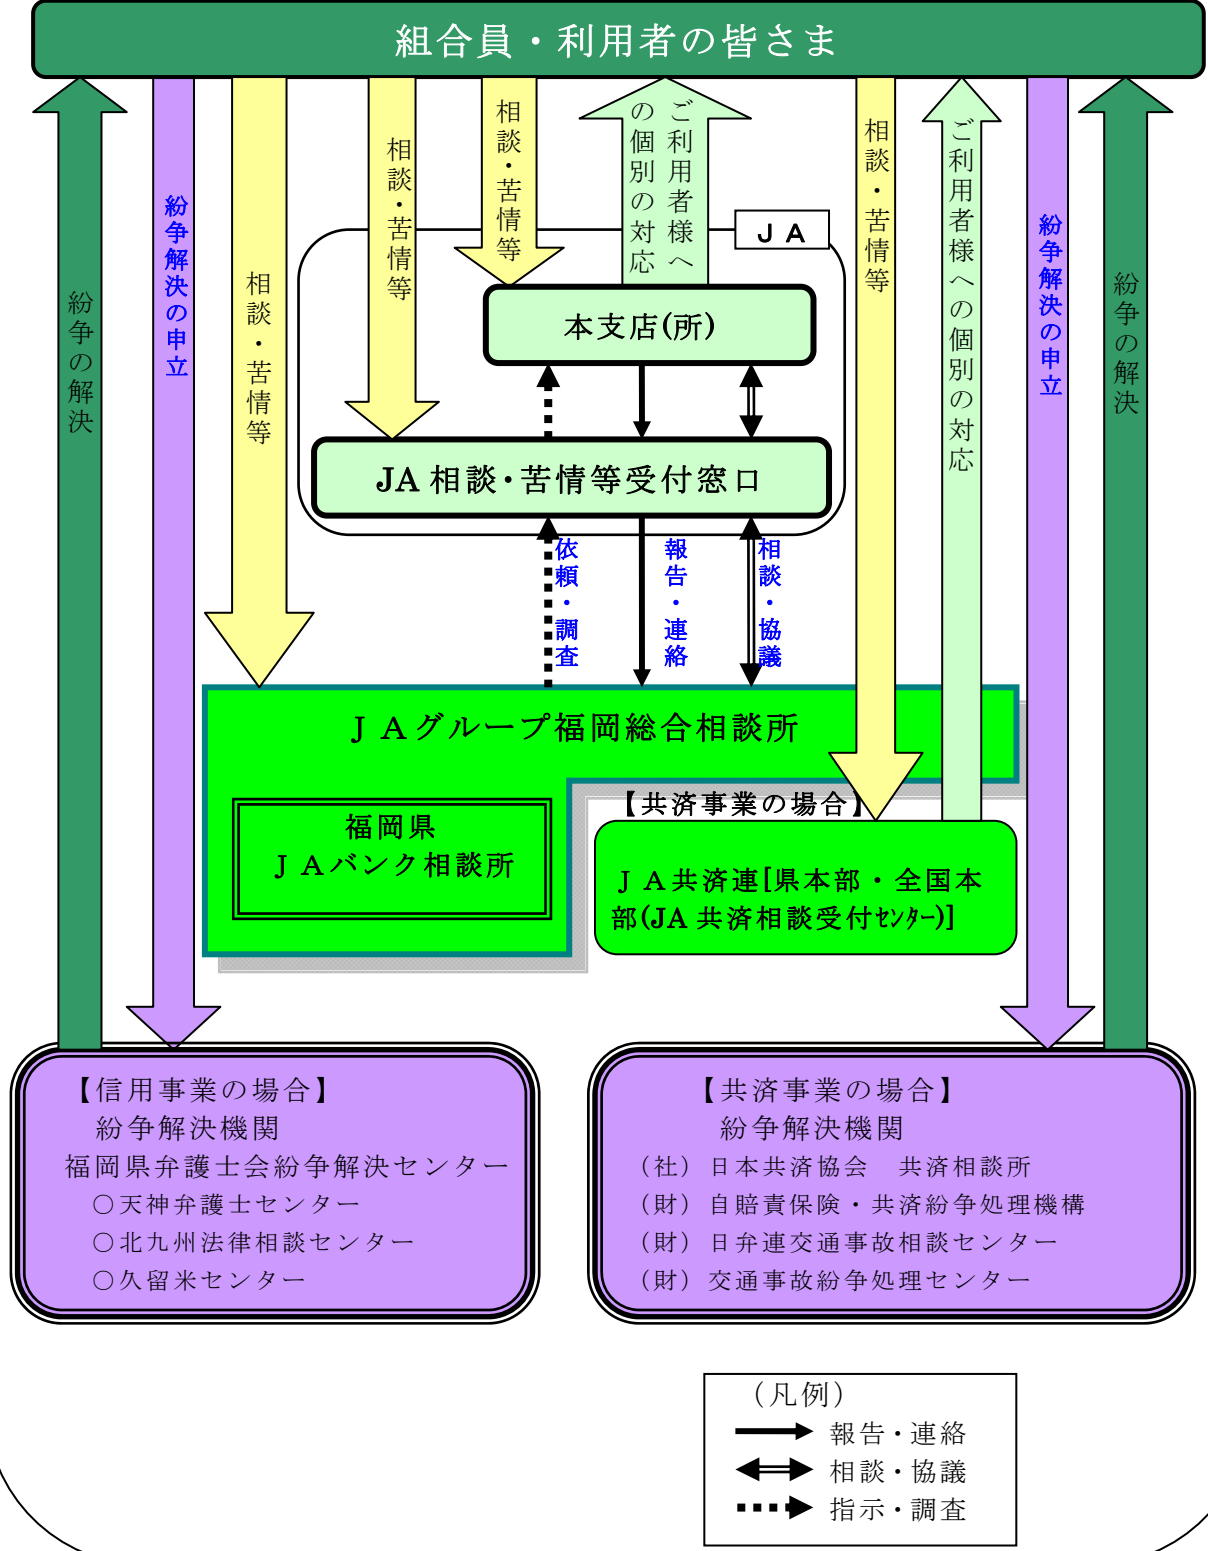 組合員・利用者の皆さま
紛争の解決
紛争解決の申立
相談・苦情等
相談・苦情等
相談・苦情等
ご利用者様へ
の個別の対応
相談・苦情等
ご利用者様への個別の対応
紛争解決の申立
紛争の解決
ＪＡ
本支店(所)
JA 相談・苦情等受付窓口
依頼・調査
報告・連絡
相談・協議
ＪＡグループ福岡総合相談所
福岡県
ＪＡバンク相談所
【共済事業の場合】
ＪＡ共済連[県本部・全国本
部(JA 共済相談受付ｾﾝﾀｰ)]
【信用事業の場合】
紛争解決機関
福岡県弁護士会紛争解決センター
○天神弁護士センター
○北九州法律相談センター
○久留米センター
【共済事業の場合】
紛争解決機関
（社）日本共済協会　共済相談所
（財）自賠責保険・共済紛争処理機構
（財）日弁連交通事故相談センター
（財）交通事故紛争処理センター
（凡例）
報告・連絡
相談・協議
指示・調査